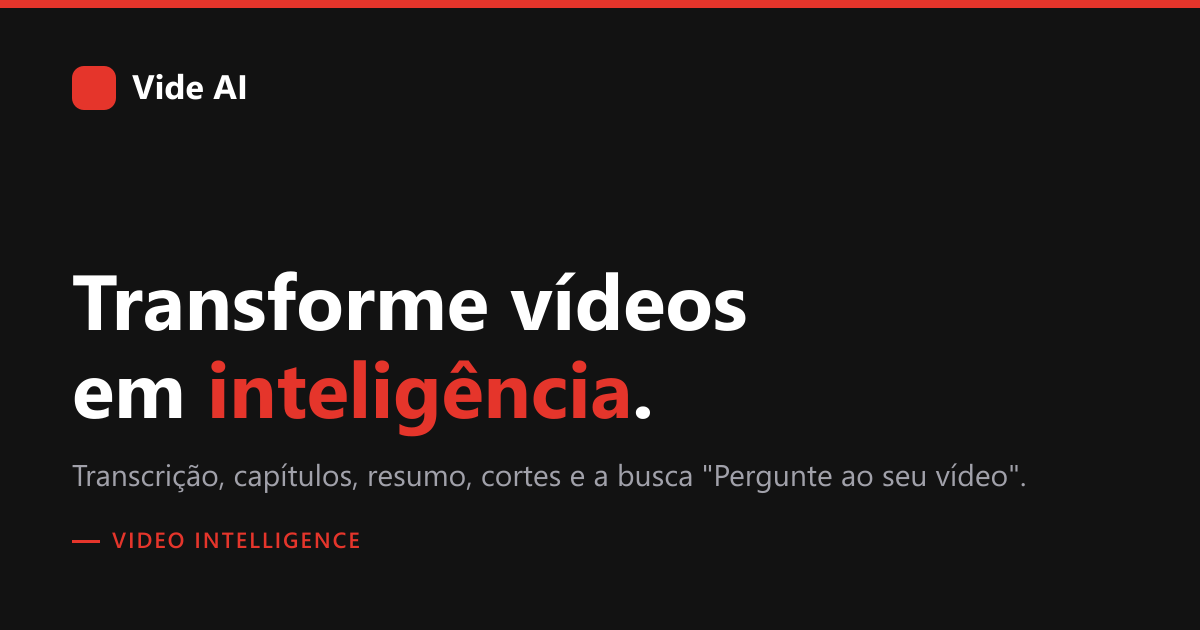 Vide AI
Transforme vídeos
em inteligência.
Transcrição, capítulos, resumo, cortes e a busca "Pergunte ao seu vídeo".
VIDEO INTELLIGENCE